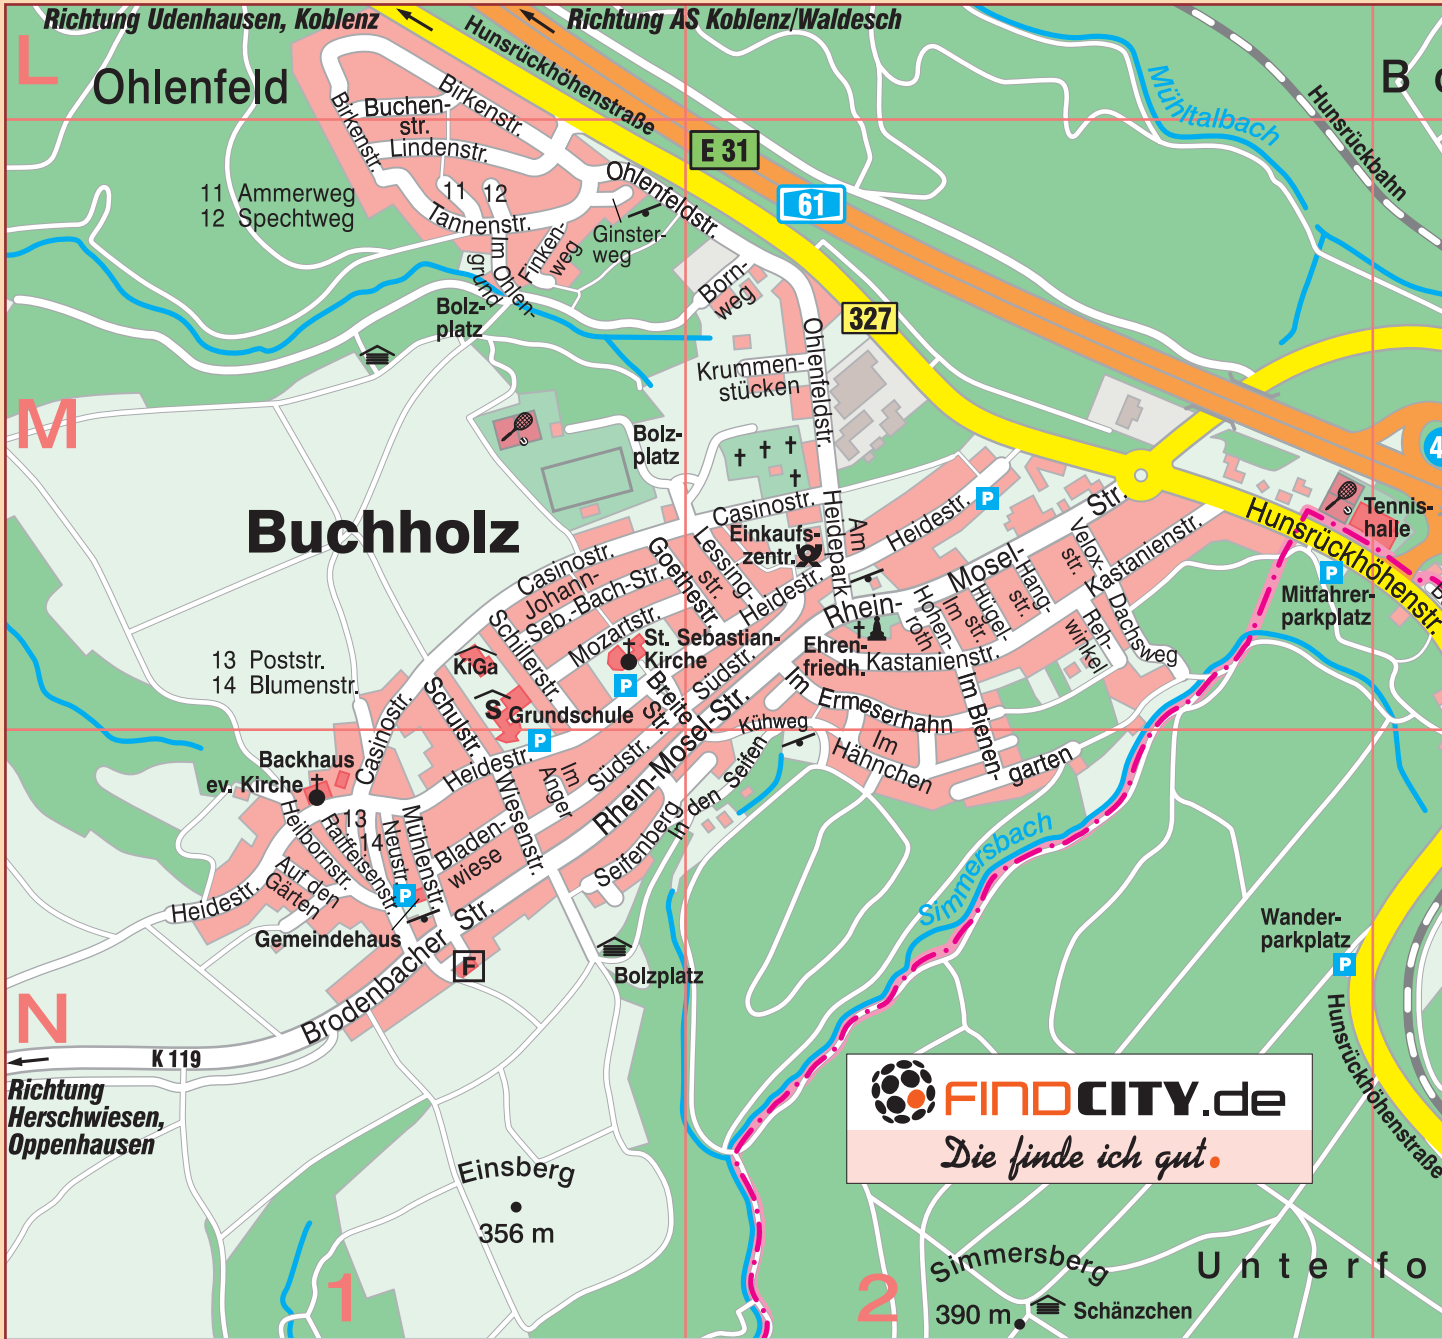 Richtung Udenhausen, Koblenz
Richtung AS Koblenz/Waldesch
L
Ohlenfeld
B
Hunsrückhöhenstraße
Birkenstr.
Birkenstr.
Buchen-
str.
Lindenstr.
Mühltalbach
Hunsrückbahn
E 31
61
11 Ammerweg
12 Spechtweg
11
12
Tannenstr.
Ohlenfeldstr.
Ginster-
weg
Finken-
weg
Im Ohlen-
grund
Bolz-
platz
Born-
weg
327
Ohlenfeldstr.
Krummen-
stücken
M
Bolz-
platz
4
Buchholz
Casinostr.
Casinostr.
Einkaufs-
zentr.
Am
Heidepark
Heidestr.
P
Str.
Mosel-
Rhein-
Velox-
str.
Kastanienstr.
Hunsrückhöhenstr.
Tennis-
halle
P
Mitfahrer-
parkplatz
B
Johann-
Seb.-Bach-Str.
Goethestr.
Lessing-
str.
Heidestr.
Mozartstr.
Schillerstr.
St. Sebastian-
Kirche
P
Hohen-
roth
Im Hügel-
str.
Hang-
str.
Reh-
winkel
Dachsweg
Ehren-
friedh.
Kastanienstr.
13 Poststr.
14 Blumenstr.
KiGa
S
Grundschule
P
Schulstr.
Breite
Str.
Südstr.
Im
Ermeserhahn
Im Bienen-
garten
Kühweg
Im
Hähnchen
Casinostr.
Backhaus
ev. Kirche
Heidestr.
Im
Anger
Südstr.
Rhein-Mosel-Str.
In den Seifen
Wiesenstr.
Seifenberg
Heilbornstr.
Raiffeisenstr.
13
14
Neustr.
Mühlenstr.
Bladen-
wiese
Auf den
Gärten
Heidestr.
P
Gemeindehaus
Brodenbacher Str.
F
Bolzplatz
Simmersbach
Wander-
parkplatz
P
Hunsrückhöhenstraße
N
K 119
Richtung
Herschwiesen,
Oppenhausen
FINDCITY.de
Die finde ich gut.
Einsberg
356 m
1
2
Simmersberg
390 m
Schänzchen
Unterfo